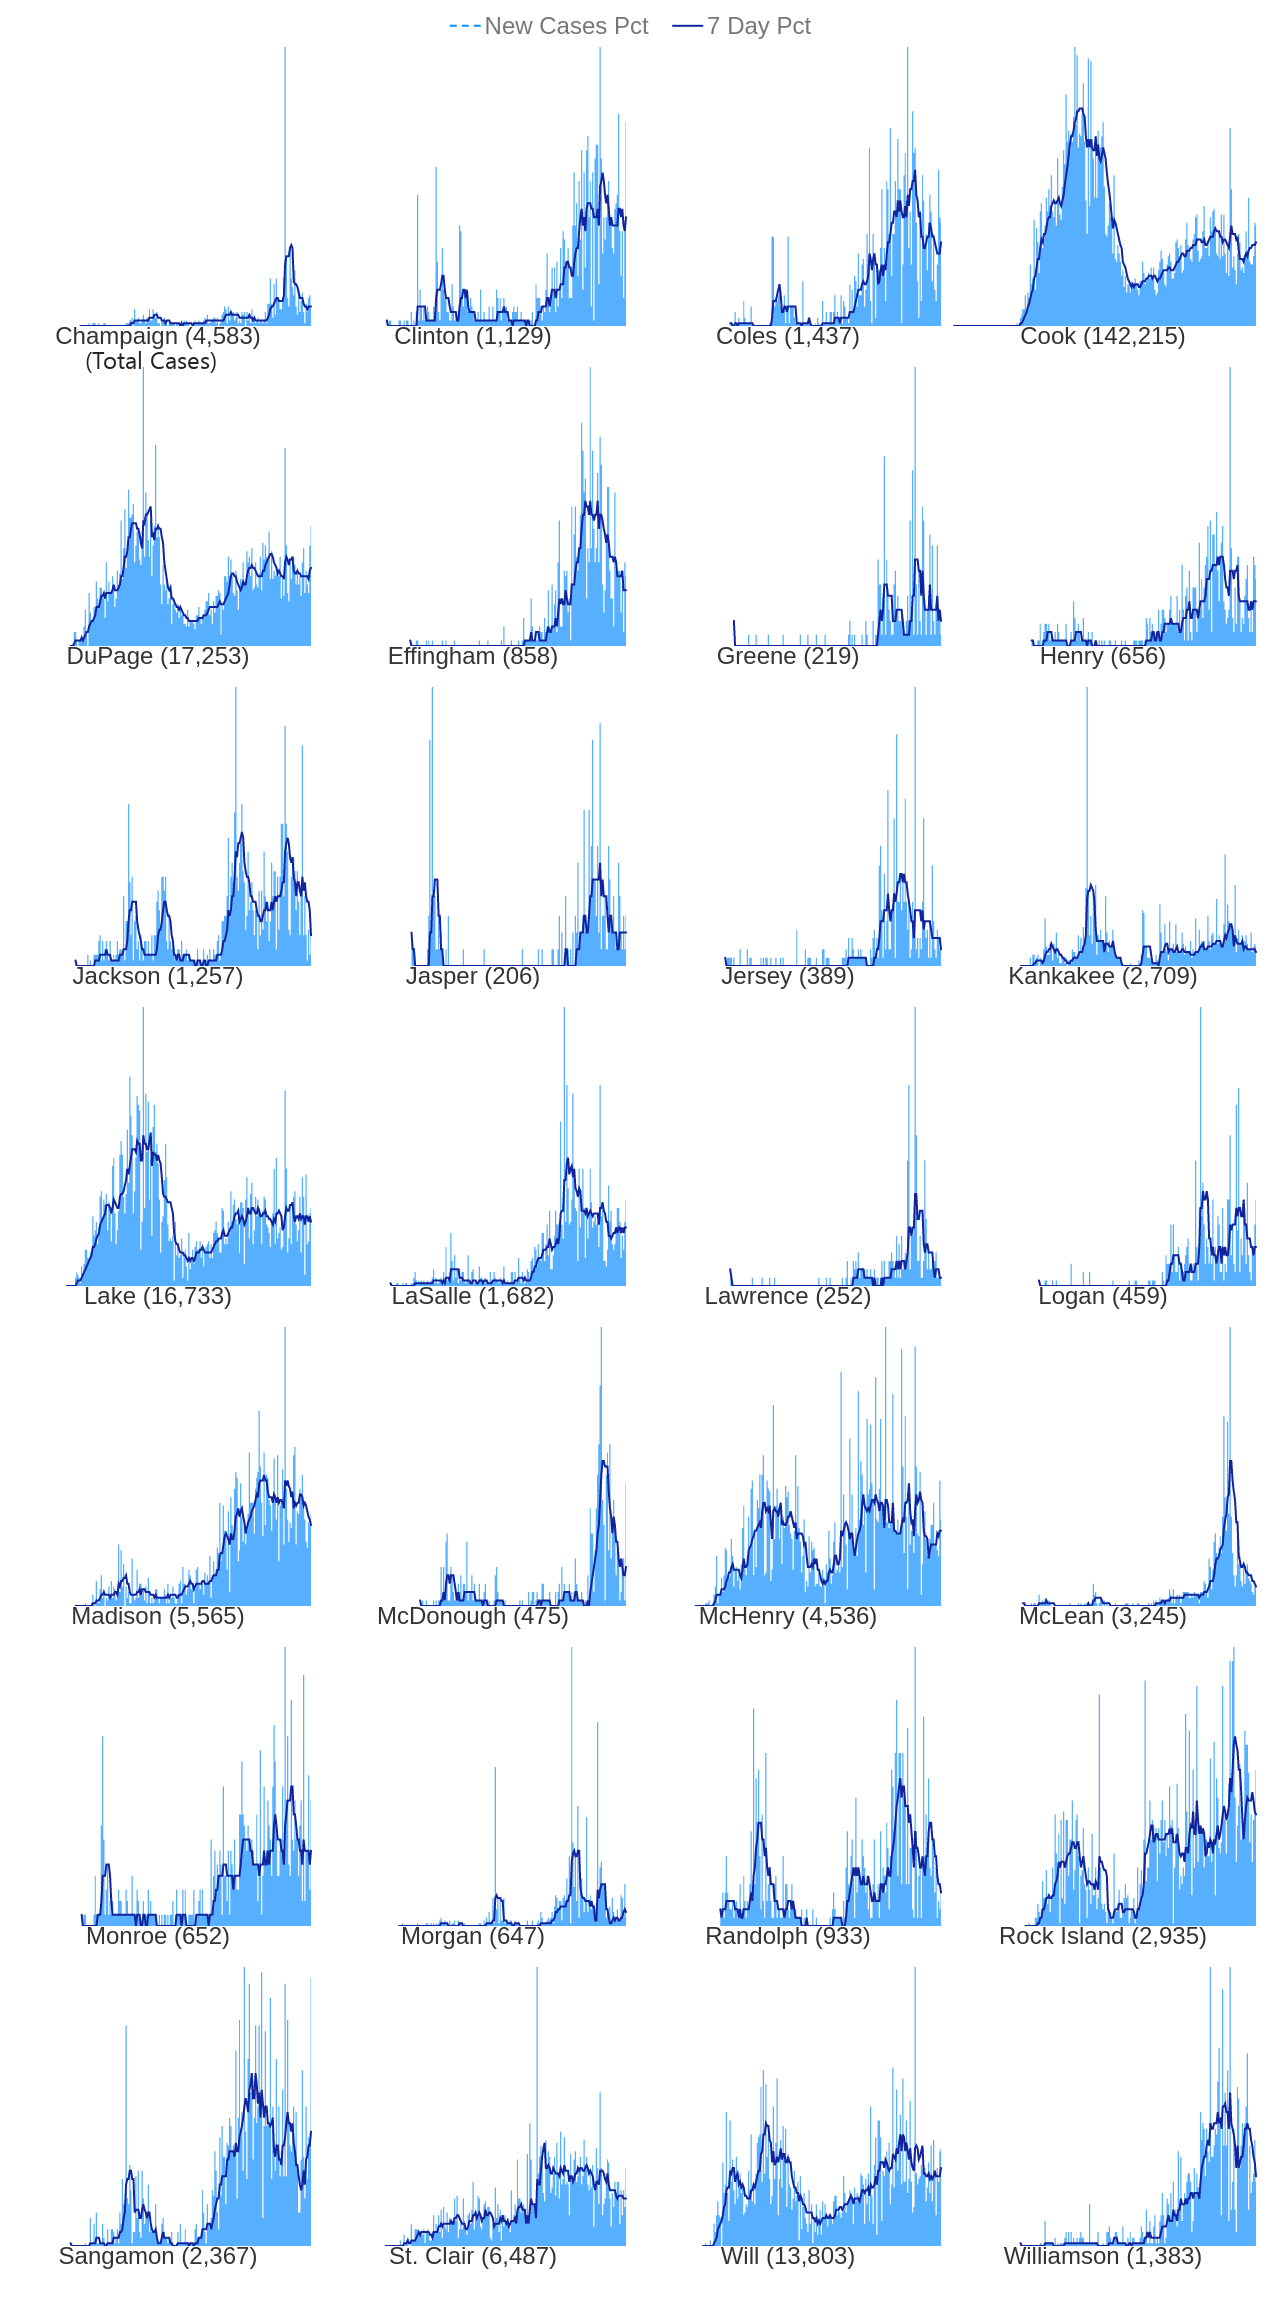 New Cases Pct 7 Day Pct
Champaign (4,583) Clinton (1,129) Coles (1,437) Cook (142,215)
(Total Cases)
DuPage (17,253) Effingham (858) Greene (219) Henry (656)
Jackson (1,257) Jasper (206) Jersey (389) Kankakee (2,709)
Lake (16,733) LaSalle (1,682) Lawrence (252) Logan (459)
Madison (5,565) McDonough (475) McHenry (4,536) McLean (3,245)
Monroe (652) Morgan (647) Randolph (933) Rock Island (2,935)
Sangamon (2,367) St. Clair (6,487) Will (13,803) Williamson (1,383)